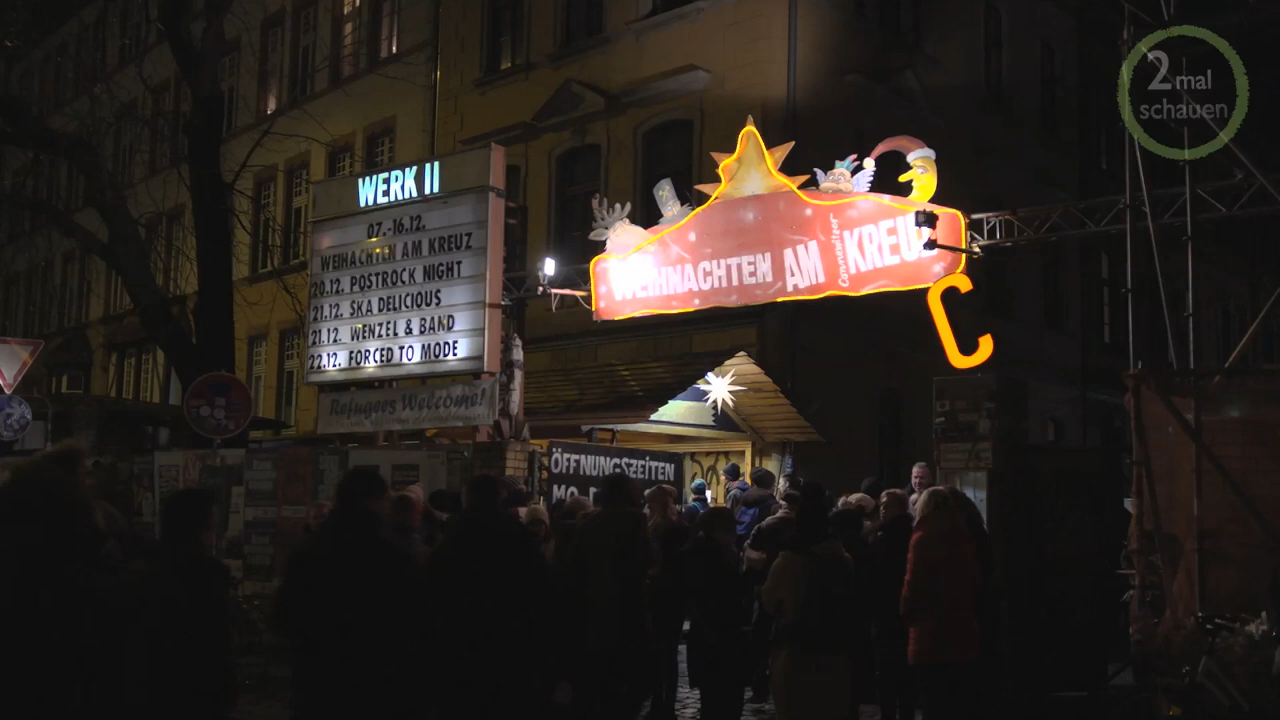 2mal
schauen
WERK II
07.-16.12.
WEIHACHTEN AM KREUZ
20.12. POSTROCK NIGHT
21.12. SKA DELICIOUS
21.12. WENZEL & BAND
22.12. FORCED TO MODE
Refugees Welcome!
WEIHNACHTEN AM Connewitzer KREUZ
C
ÖFFNUNGSZEITEN